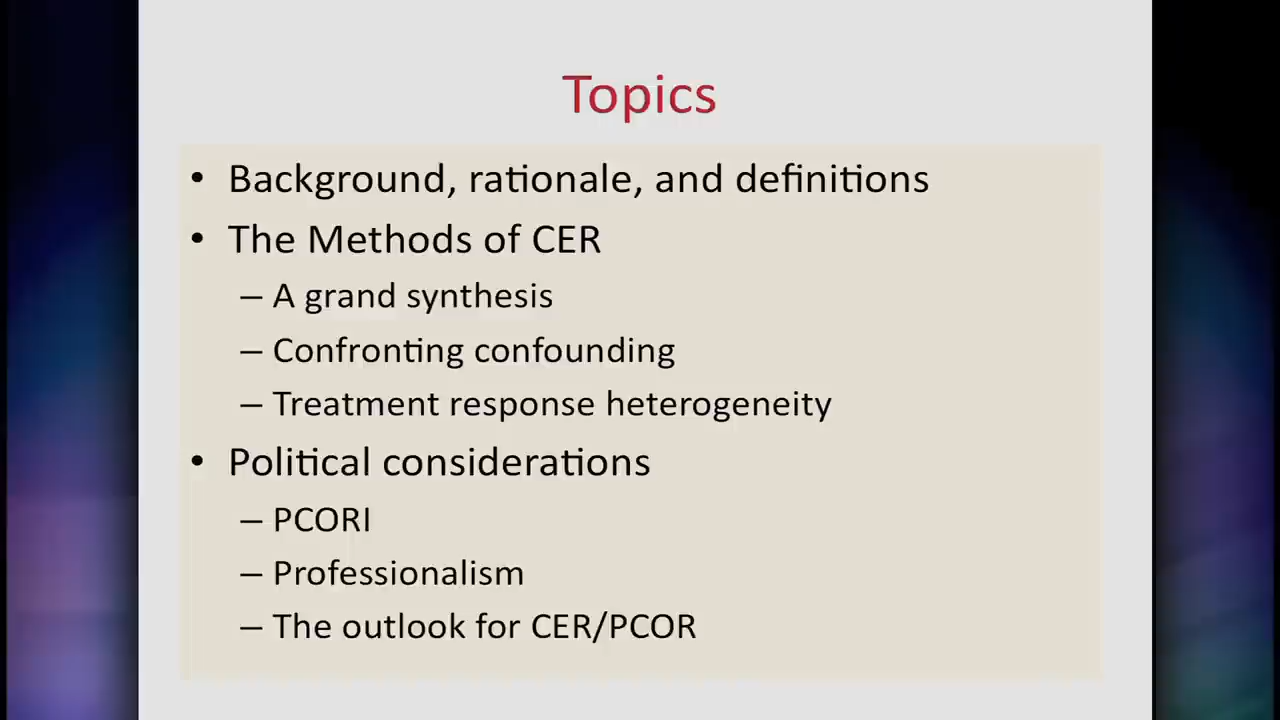 Topics
• Background, rationale, and definitions
• The Methods of CER
– A grand synthesis
– Confronting confounding
– Treatment response heterogeneity
• Political considerations
– PCORI
– Professionalism
– The outlook for CER/PCOR